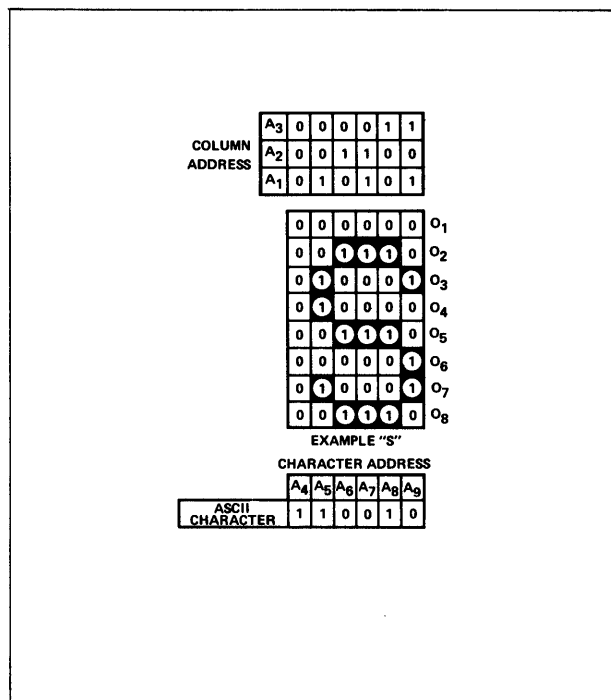 A3 0 0 0 0 1 1
COLUMN ADDRESS
A2 0 0 1 1 0 0
A1 0 1 0 1 0 1
0 0 0 0 0 0 O1
0 0 1 1 1 0 O2
0 1 0 0 0 1 O3
0 1 0 0 0 0 O4
0 0 1 1 1 0 O5
0 0 0 0 0 1 O6
0 1 0 0 0 1 O7
0 0 1 1 1 0 O8
EXAMPLE "S"
CHARACTER ADDRESS
A4 A5 A6 A7 A8 A9
ASCII CHARACTER 1 1 0 0 1 0